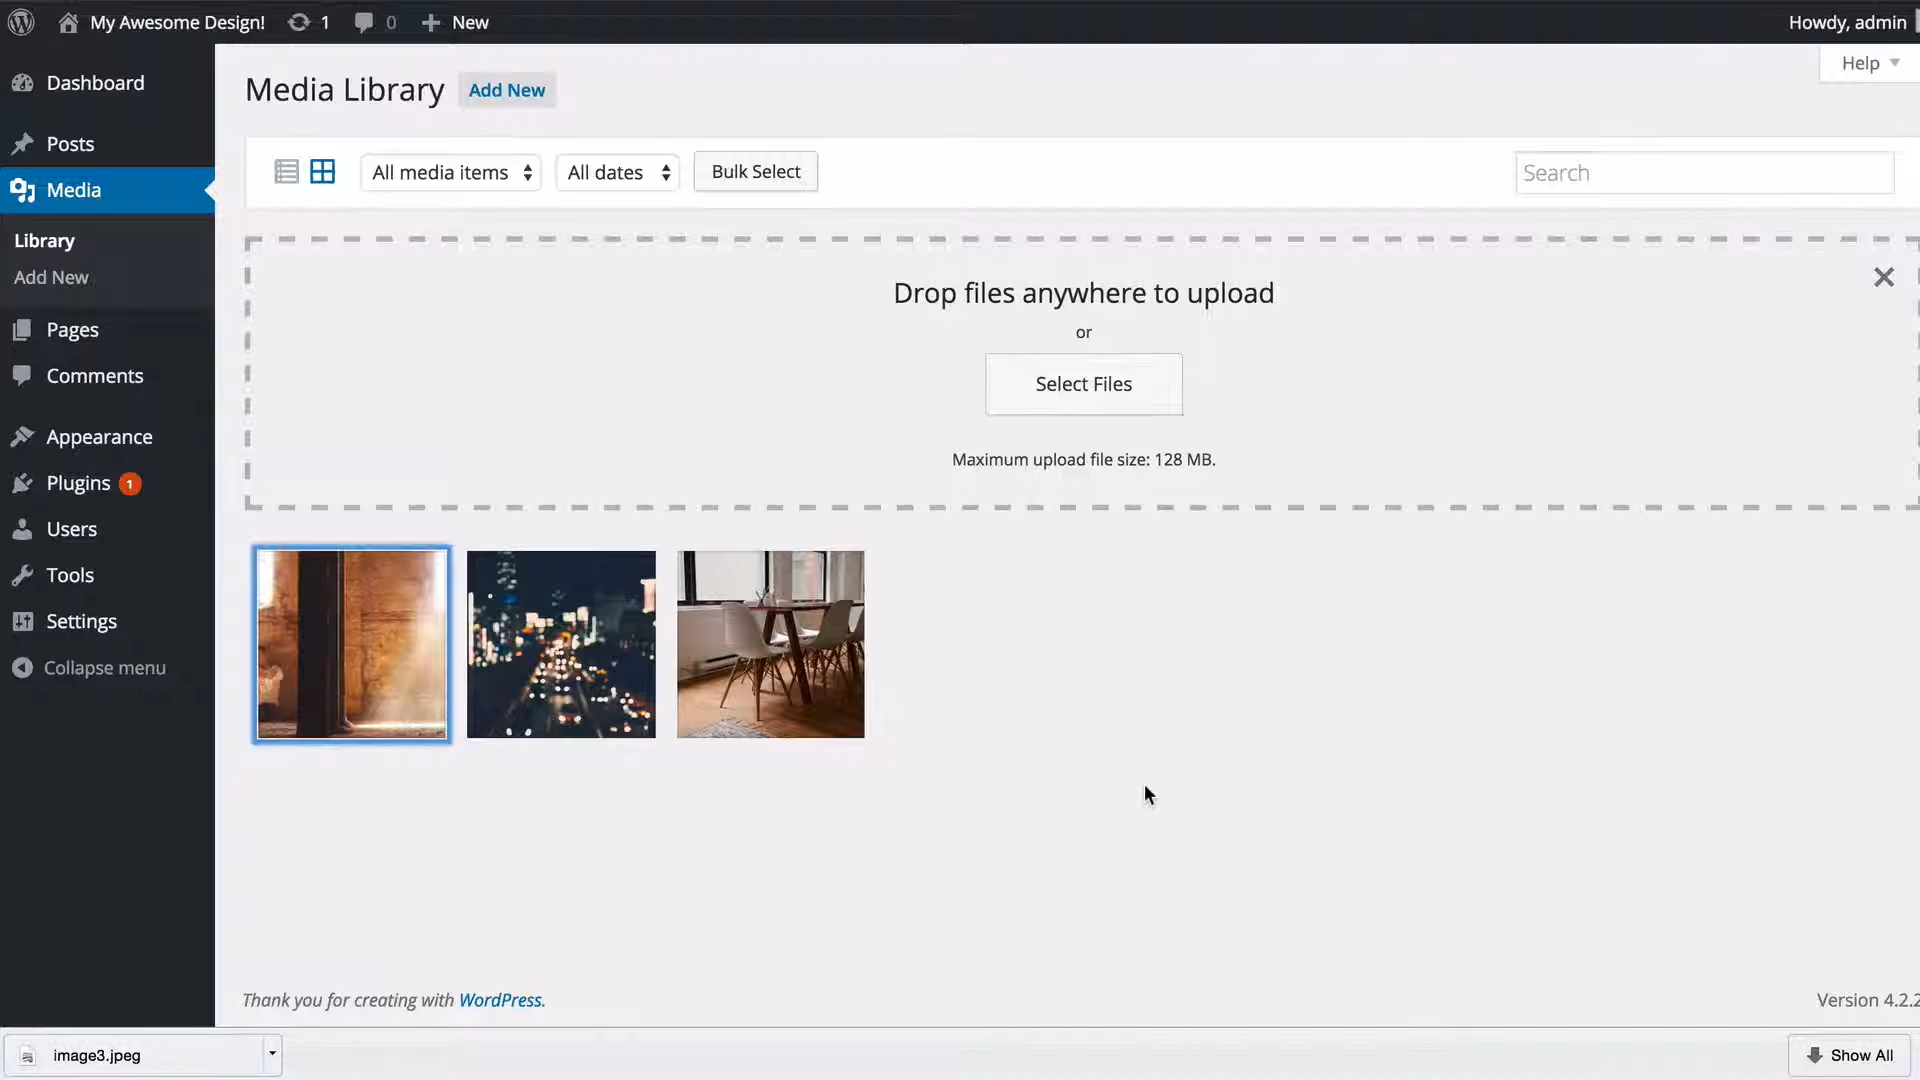 My Awesome Design! 1 0 New Howdy, admin
Help
Dashboard
Posts
Media
Library
Add New
Pages
Comments
Appearance
Plugins 1
Users
Tools
Settings
Collapse menu
Media Library Add New
All media items All dates Bulk Select Search
Drop files anywhere to upload
or
Select Files
Maximum upload file size: 128 MB.
Thank you for creating with WordPress. Version 4.2.2
image3.jpeg Show All